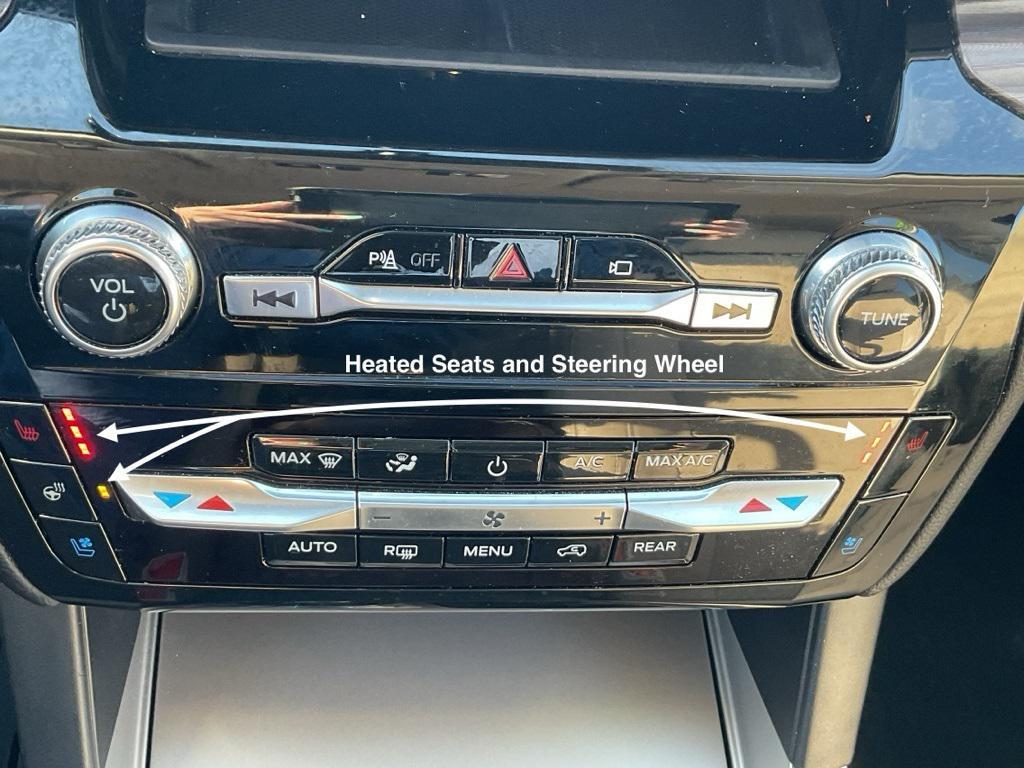 P OFF
VOL
TUNE
Heated Seats and Steering Wheel
MAX
A/C
MAX A/C
AUTO
R
MENU
REAR